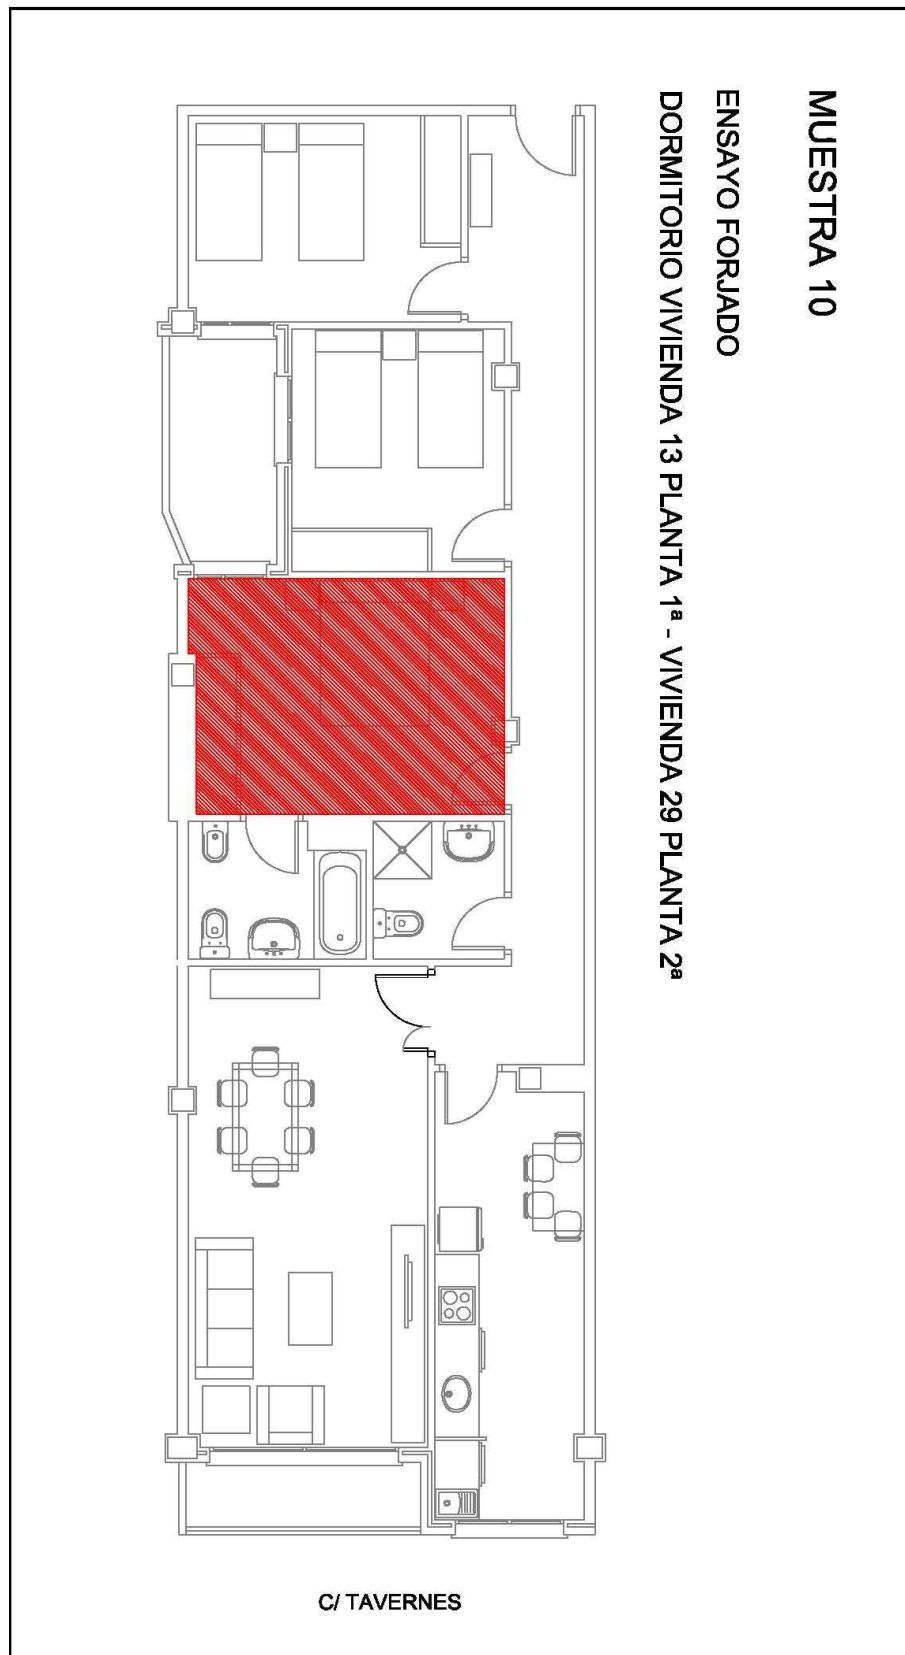 MUESTRA 10
ENSAYO FORJADO
DORMITORIO VIVIENDA 13 PLANTA 1ª - VIVIENDA 29 PLANTA 2ª
C/ TAVERNES